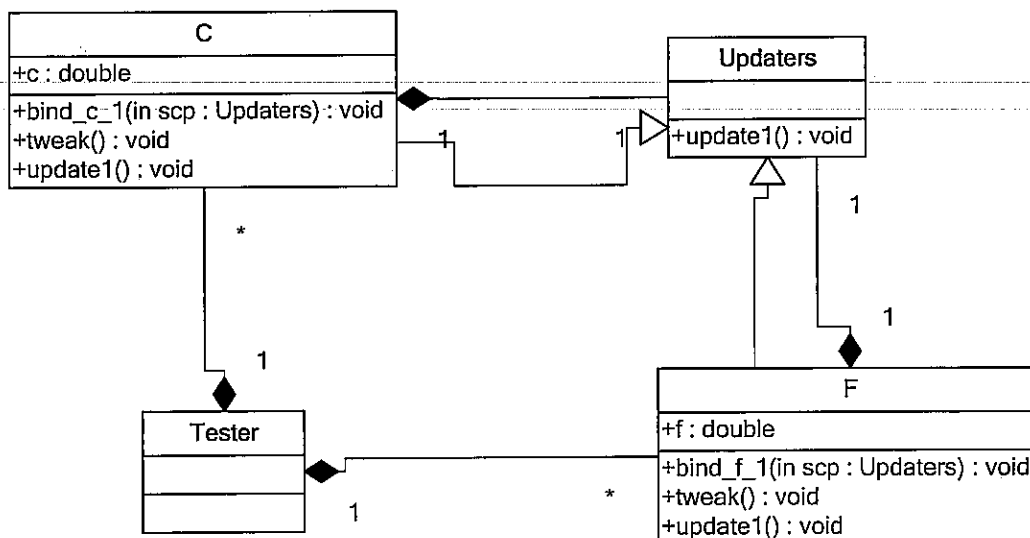 C
+c : double
+bind_c_1(in scp : Updaters) : void
+tweak() : void
+update1() : void
Updaters
+update1() : void
1
1
*
1
1
1
Tester
1
*
F
+f : double
+bind_f_1(in scp : Updaters) : void
+tweak() : void
+update1() : void